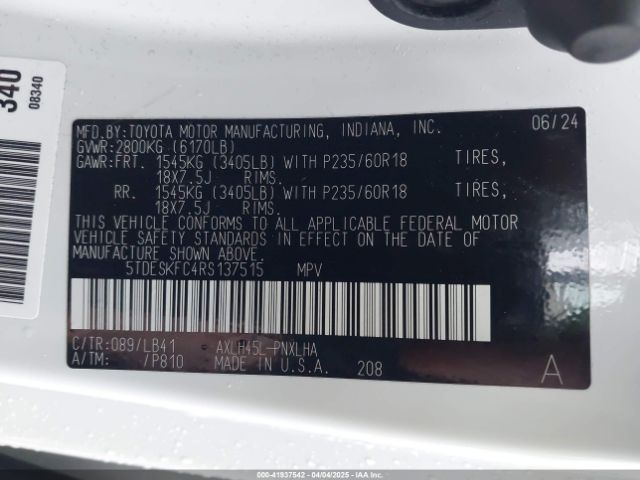 340
08340
MFD.BY:TOYOTA MOTOR MANUFACTURING, INDIANA, INC. 06/24
GVWR:2800KG (6170LB)
GAWR:FRT. 1545KG (3405LB) WITH P235/60R18 TIRES,
18X7.5J RIMS.
RR. 1545KG (3405LB) WITH P235/60R18 TIRES,
18X7.5J RIMS.
THIS VEHICLE CONFORMS TO ALL APPLICABLE FEDERAL MOTOR
VEHICLE SAFETY STANDARDS IN EFFECT ON THE DATE OF
MANUFACTURE SHOWN ABOVE.
5TDESKFC4RS137515 MPV
C/TR:089/LB41 AXLH45L-PNXLHA
A/TM: /P810 MADE IN U.S.A. 208 A
000-41937542 - 04/04/2025 - iaai.com